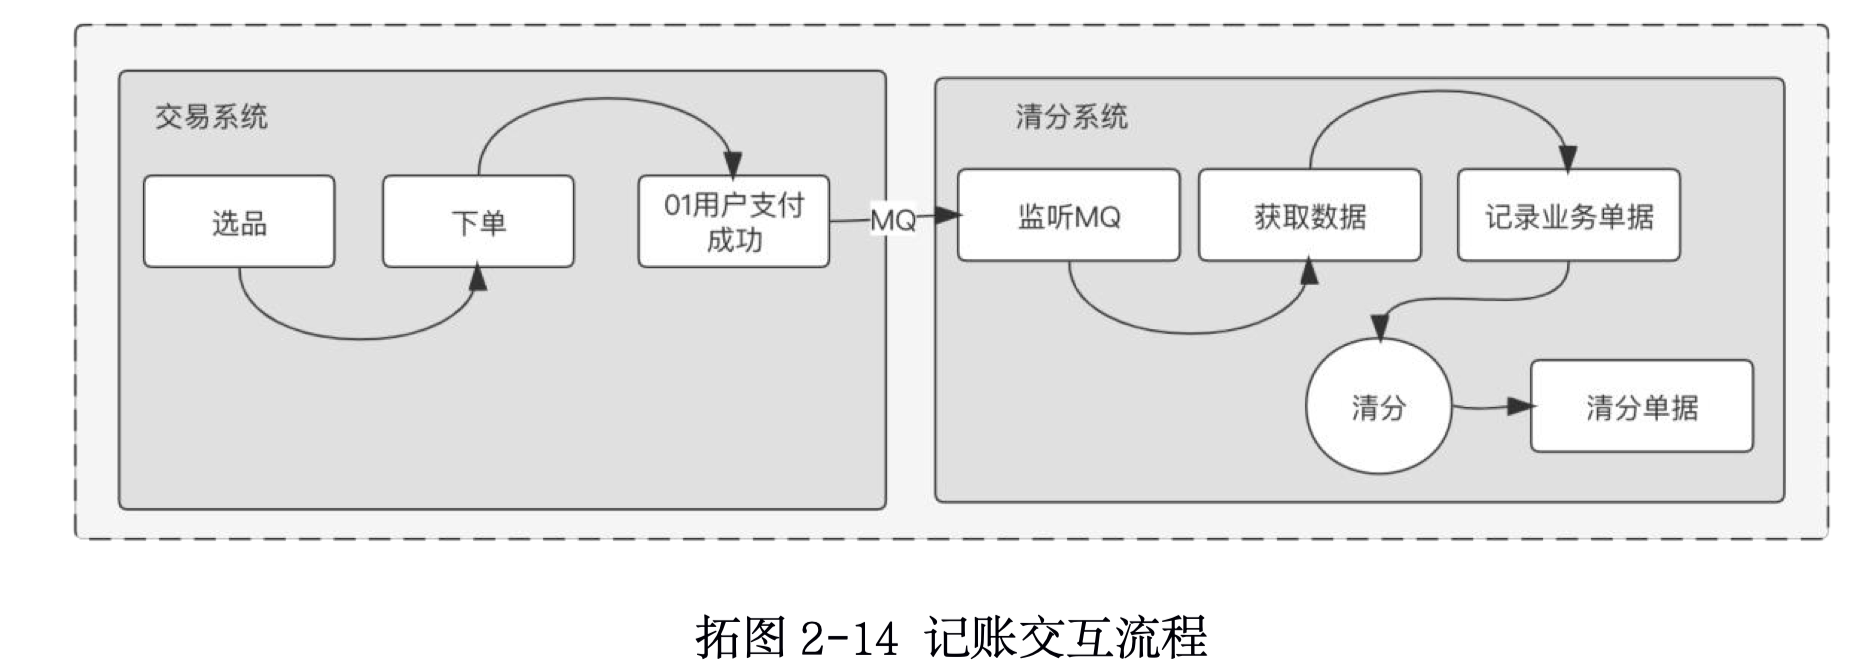 交易系统
选品
下单
01用户支付
成功
MQ
清分系统
监听MQ
获取数据
记录业务单据
清分
清分单据
拓图 2-14 记账交互流程